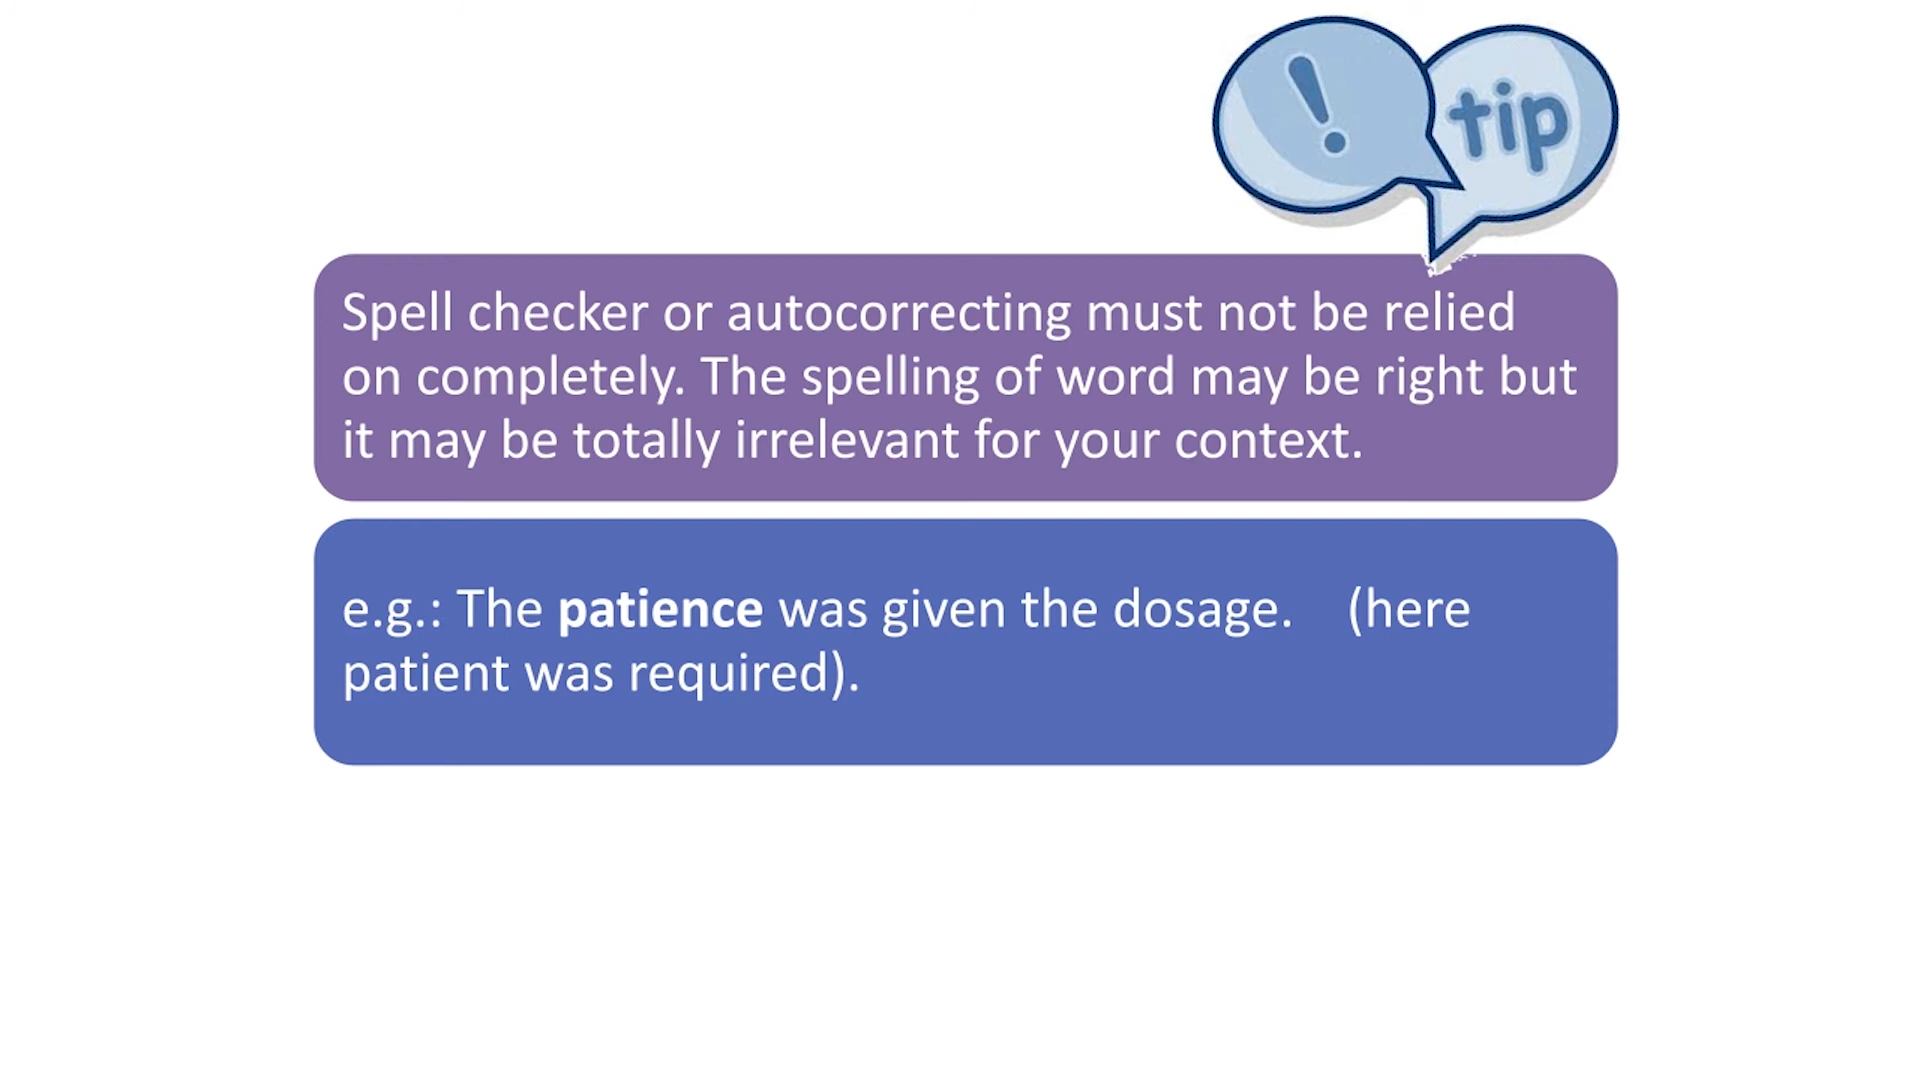 ! tip
Spell checker or autocorrecting must not be relied
on completely. The spelling of word may be right but
it may be totally irrelevant for your context.
e.g.: The patience was given the dosage. (here
patient was required).